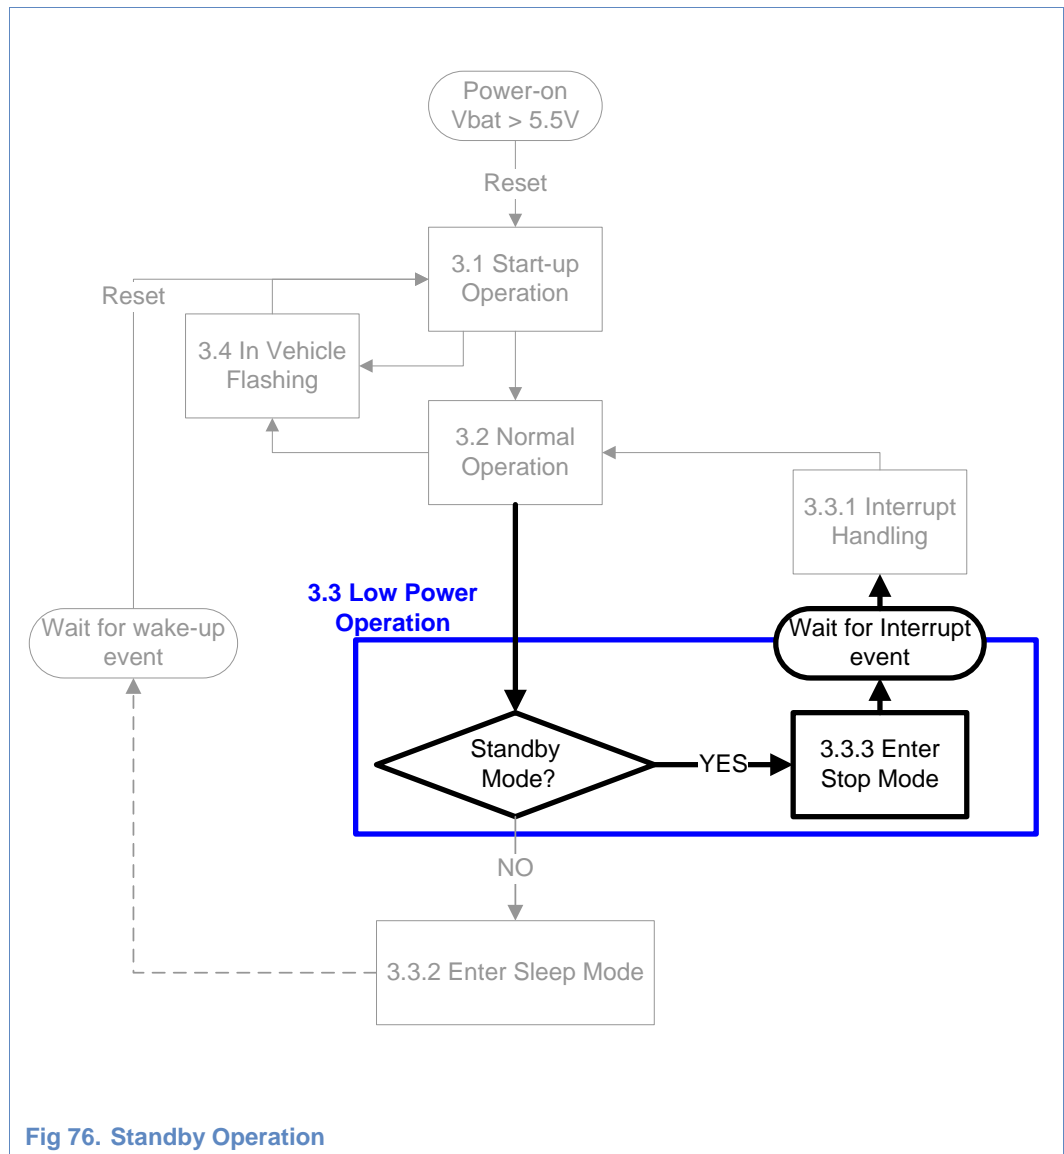 Power-on
Vbat > 5.5V
Reset
3.1 Start-up
Operation
Reset
3.4 In Vehicle
Flashing
3.2 Normal
Operation
3.3.1 Interrupt
Handling
3.3 Low Power
Operation
Wait for wake-up
event
Wait for Interrupt
event
Standby
Mode?
YES
3.3.3 Enter
Stop Mode
NO
3.3.2 Enter Sleep Mode
Fig 76. Standby Operation